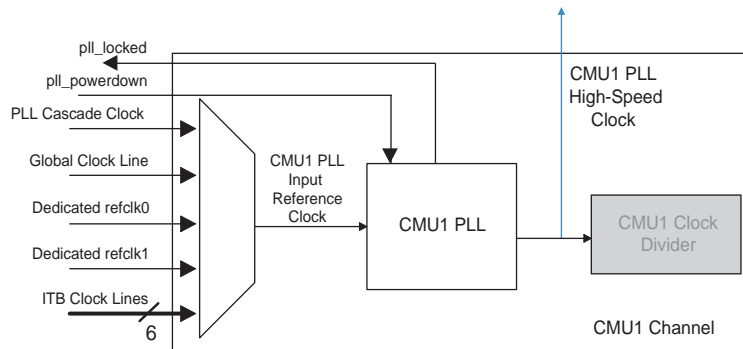 pll_locked
pll_powerdown
PLL Cascade Clock
Global Clock Line
Dedicated refclk0
Dedicated refclk1
ITB Clock Lines
6
CMU1 PLL
Input
Reference
Clock
CMU1 PLL
CMU1 PLL
High-Speed
Clock
CMU1 Clock
Divider
CMU1 Channel